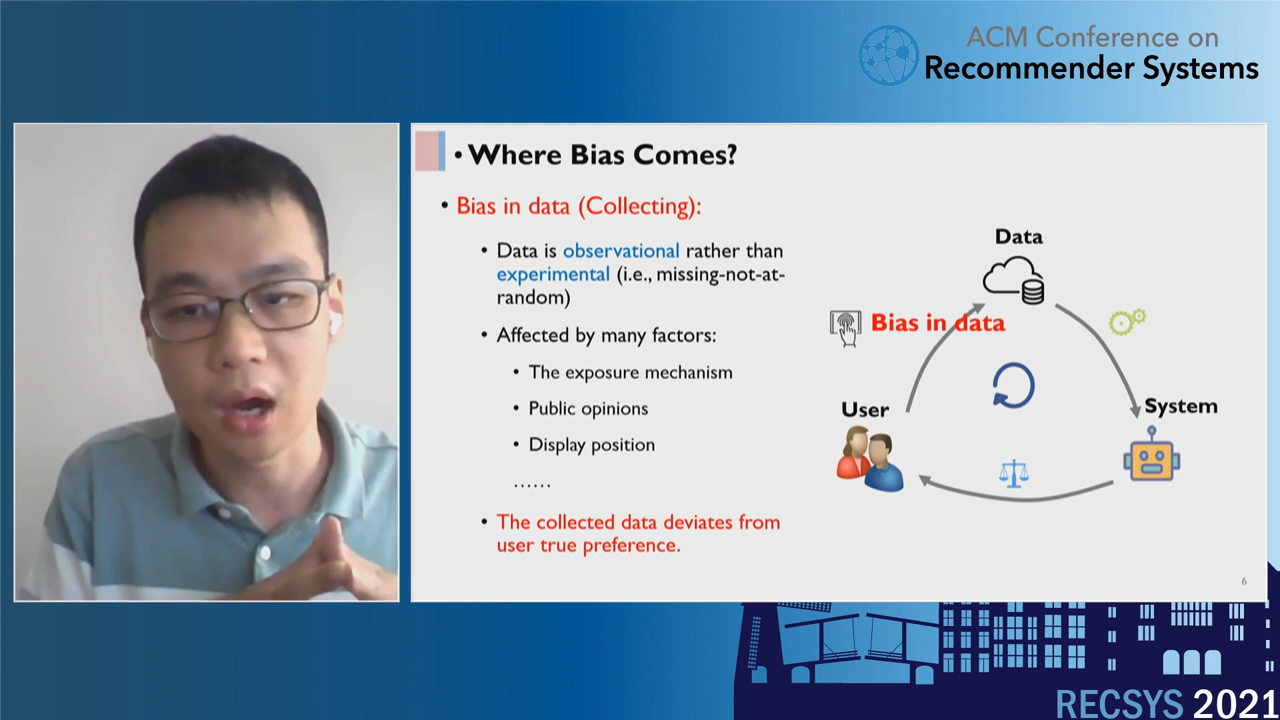 ACM Conference on
Recommender Systems
• Where Bias Comes?
• Bias in data (Collecting):
• Data is observational rather than
experimental (i.e., missing-not-at-
random)
• Affected by many factors:
• The exposure mechanism
• Public opinions
• Display position
……
• The collected data deviates from
user true preference.
Data
Bias in data
User
System
6
RECSYS 2021